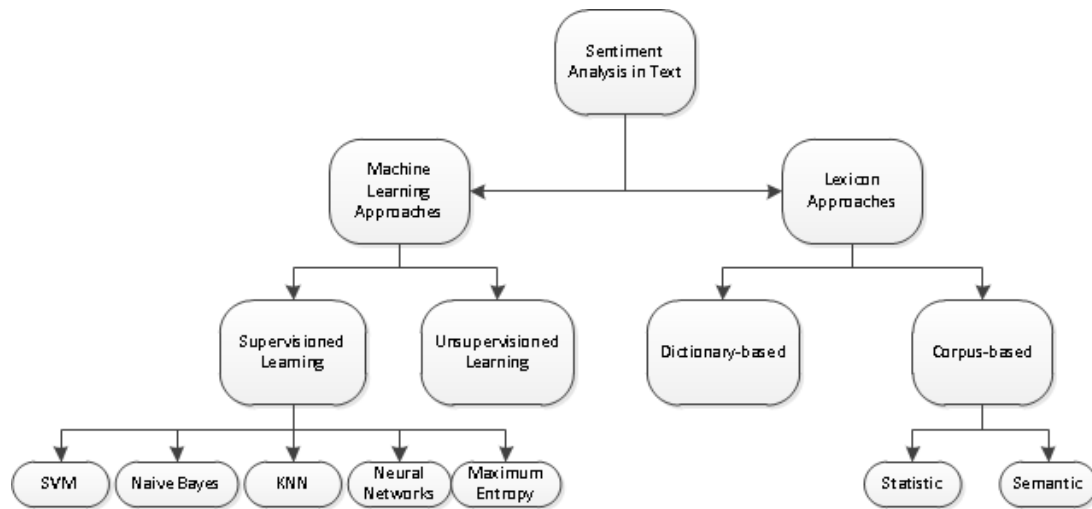 Sentiment
Analysis in Text
Machine
Learning
Approaches
Lexicon
Approaches
Supervisioned
Learning
Unsupervisioned
Learning
Dictionary-based
Corpus-based
SVM
Naive Bayes
KNN
Neural
Networks
Maximum
Entropy
Statistic
Semantic